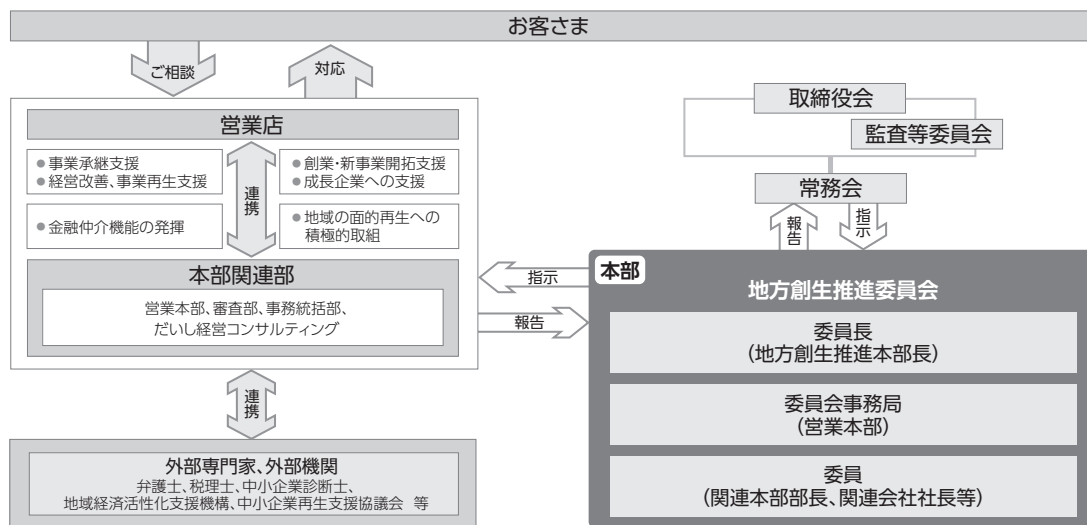 お客さま
ご相談
対応
営業店
●事業承継支援
●経営改善、事業再生支援
●創業・新事業開拓支援
●成長企業への支援
連携
●金融仲介機能の発揮
●地域の面的再生への
積極的取組
本部関連部
営業本部、審査部、事務統括部、
だいし経営コンサルティング
連携
外部専門家、外部機関
弁護士、税理士、中小企業診断士、
地域経済活性化支援機構、中小企業再生支援協議会 等
取締役会
監査等委員会
常務会
報告
指示
指示
報告
本部
地方創生推進委員会
委員長
(地方創生推進本部長)
委員会事務局
(営業本部)
委員
(関連本部部長、関連会社社長等)